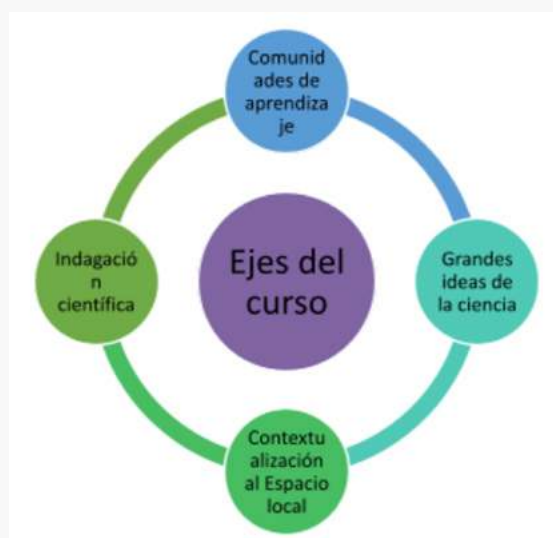 Comunid
ades de
aprendiza
je
Indagació
n
científica
Ejes del
curso
Grandes
ideas de
la ciencia
Contextu
alización
al Espacio
local